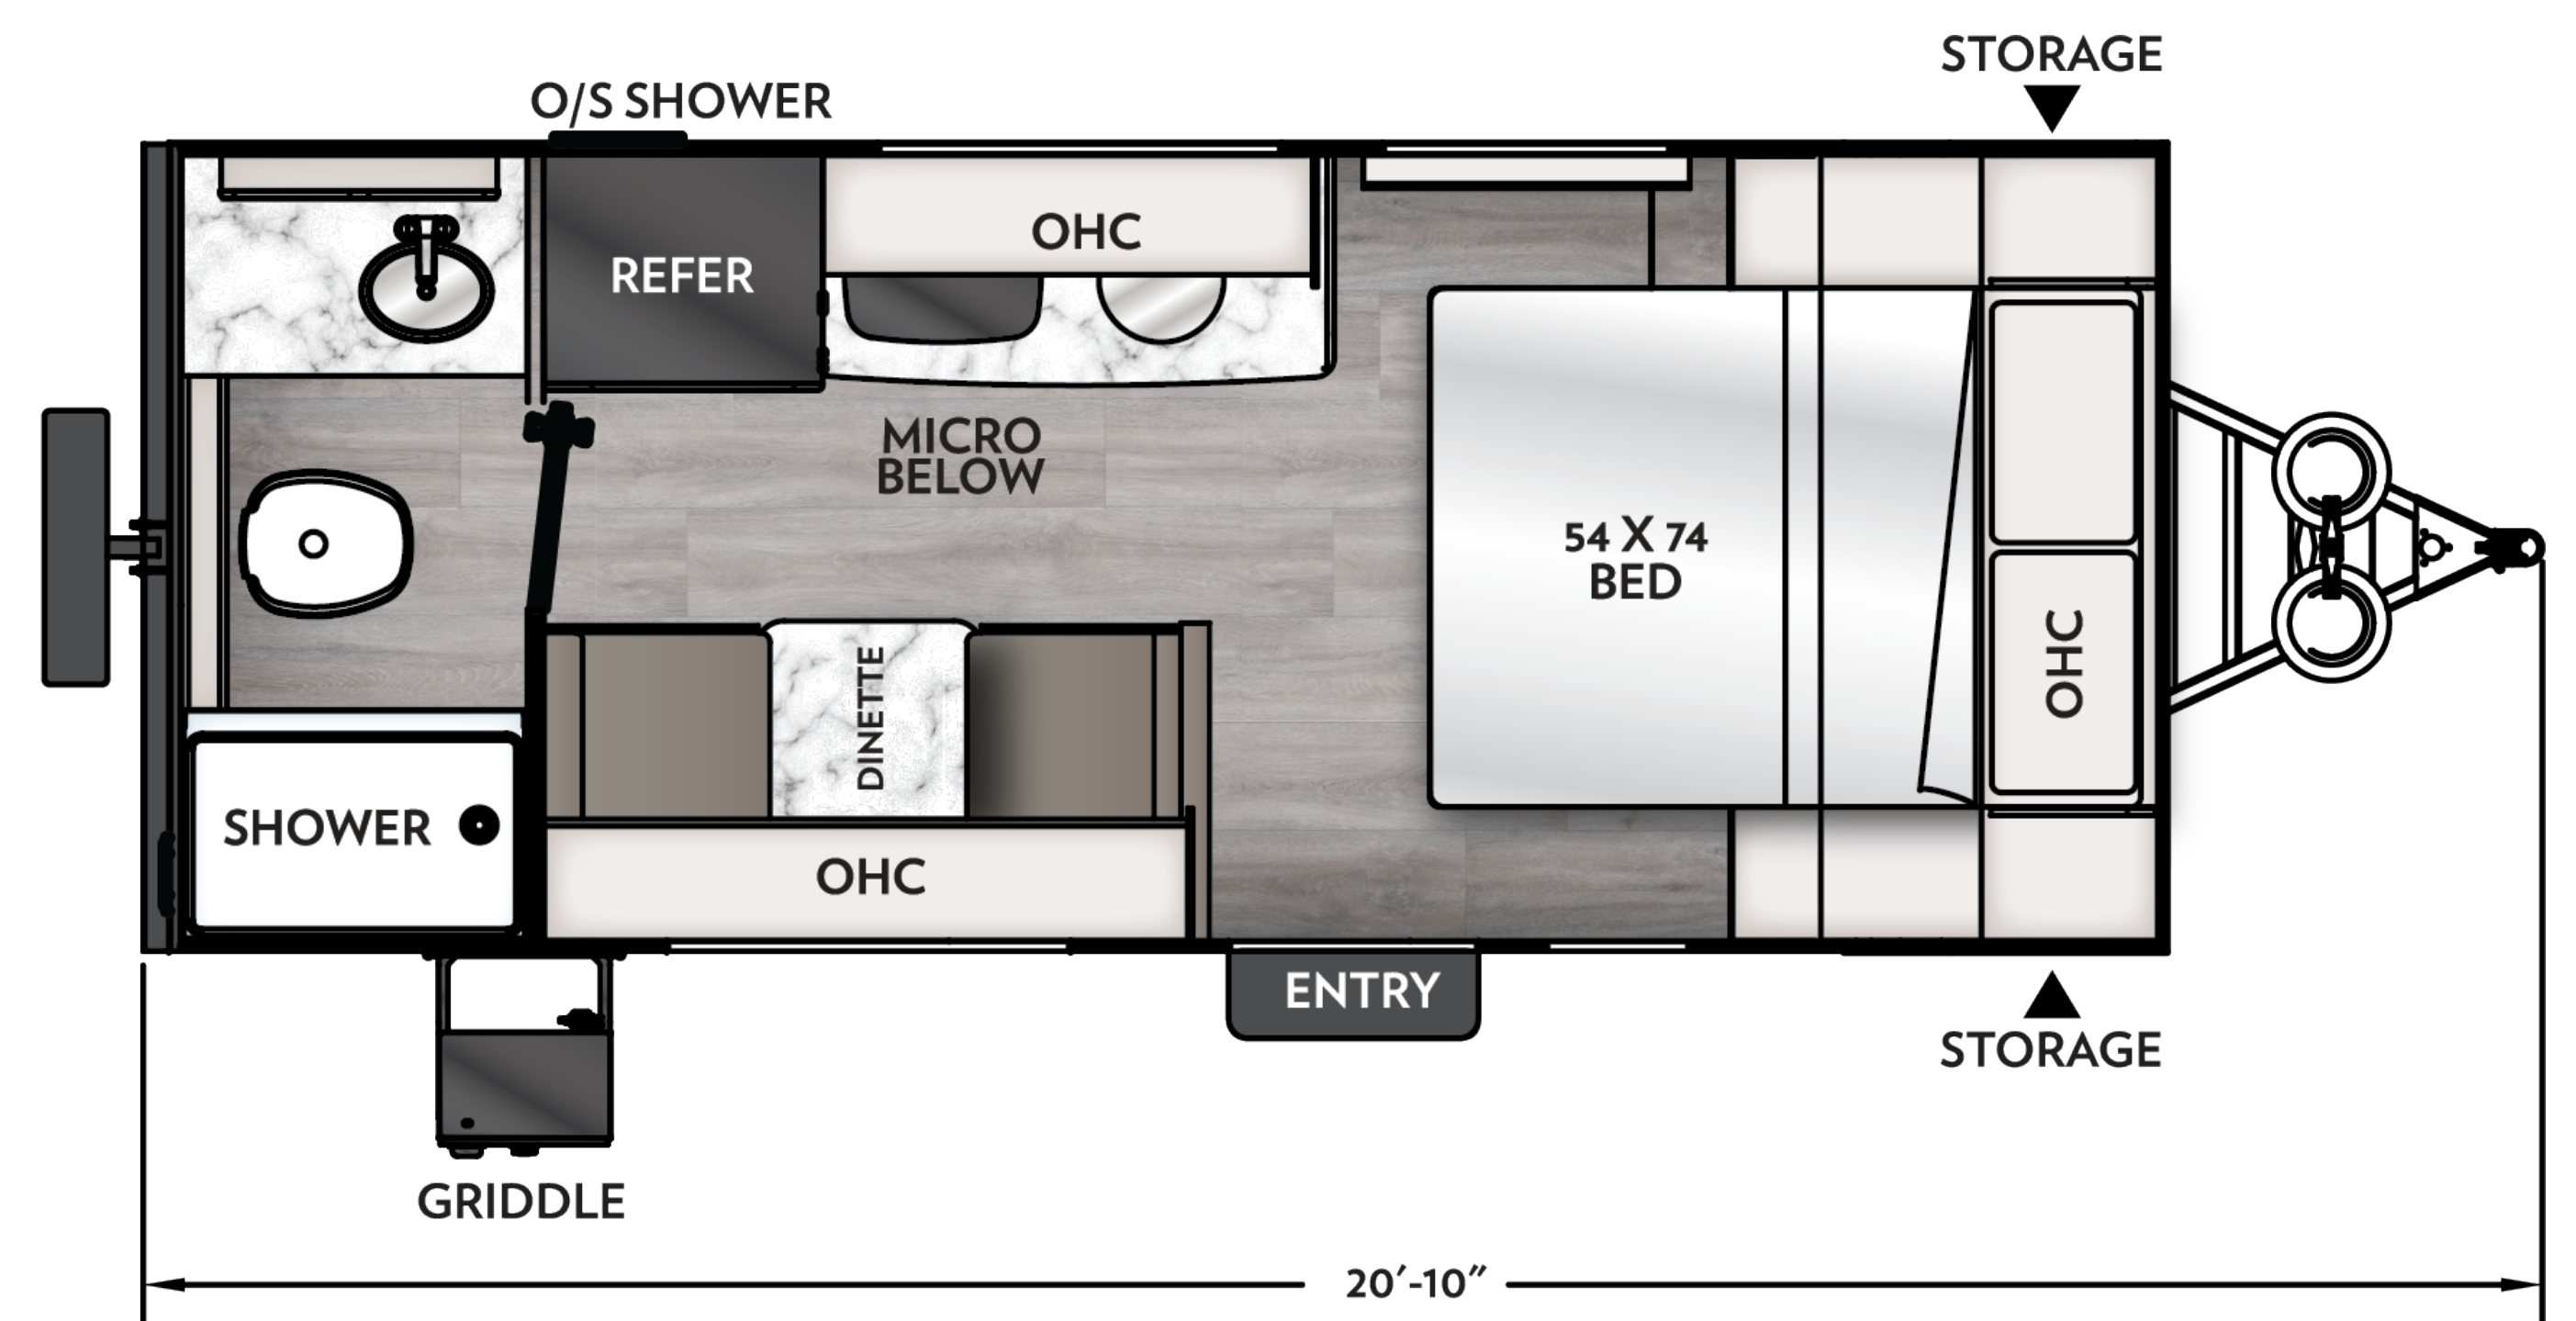 STORAGE
O/S SHOWER
OHC
REFER
MICRO
BELOW
54 X 74
BED
OHC
DINETTE
SHOWER
OHC
ENTRY
STORAGE
GRIDDLE
20′-10″